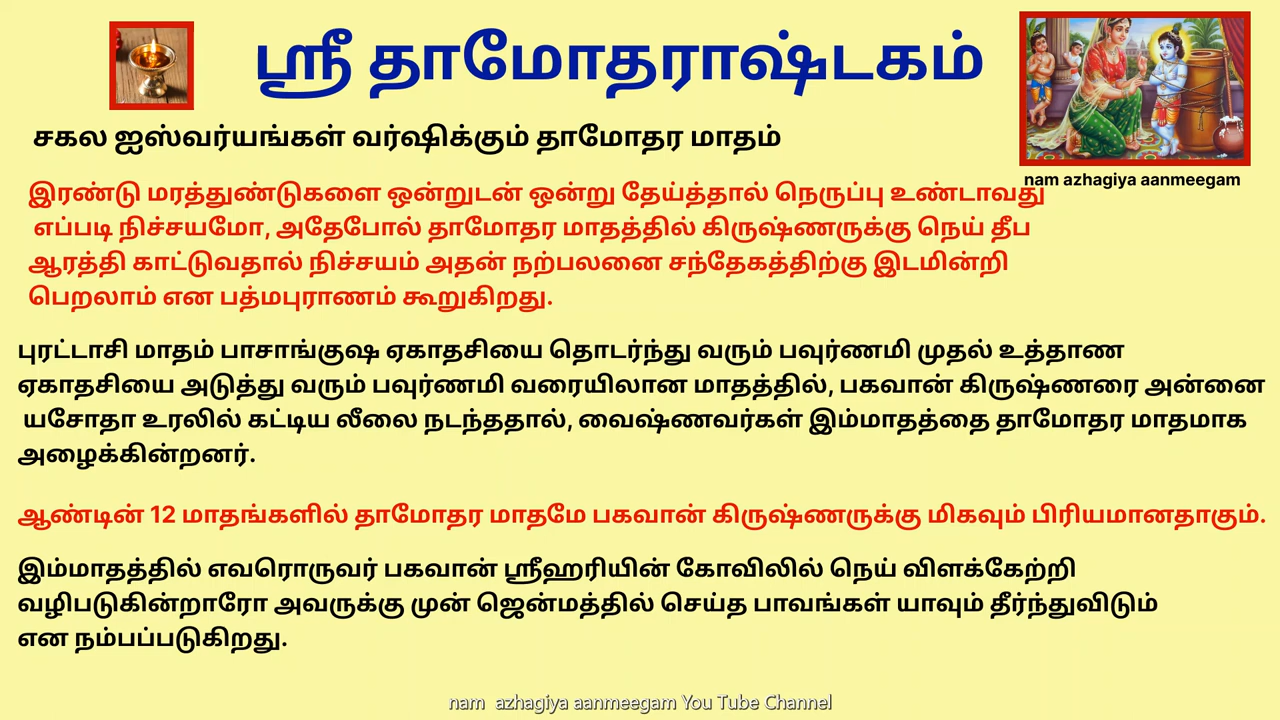 ஸ்ரீ தாமோதராஷ்டகம்
சகல ஐஸ்வர்யங்கள் வர்ஷிக்கும் தாமோதர மாதம்
nam azhagiya aanmeegam
இரண்டு மரத்துண்டுகளை ஒன்றுடன் ஒன்று தேய்த்தால் நெருப்பு உண்டாவது
எப்படி நிச்சயமோ, அதேபோல் தாமோதர மாதத்தில் கிருஷ்ணருக்கு நெய் தீப
ஆரத்தி காட்டுவதால் நிச்சயம் அதன் நற்பலனை சந்தேகத்திற்கு இடமின்றி
பெறலாம் என பத்மபுராணம் கூறுகிறது.
புரட்டாசி மாதம் பாசாங்குஷ ஏகாதசியை தொடர்ந்து வரும் பவுர்ணமி முதல் உத்தாண
ஏகாதசியை அடுத்து வரும் பவுர்ணமி வரையிலான மாதத்தில், பகவான் கிருஷ்ணரை அன்னை
யசோதா உரலில் கட்டிய லீலை நடந்ததால், வைஷ்ணவர்கள் இம்மாதத்தை தாமோதர மாதமாக
அழைக்கின்றனர்.
ஆண்டின் 12 மாதங்களில் தாமோதர மாதமே பகவான் கிருஷ்ணருக்கு மிகவும் பிரியமானதாகும்.
இம்மாதத்தில் எவரொருவர் பகவான் ஸ்ரீஹரியின் கோவிலில் நெய் விளக்கேற்றி
வழிபடுகின்றாரோ அவருக்கு முன் ஜென்மத்தில் செய்த பாவங்கள் யாவும் தீர்ந்துவிடும்
என நம்பப்படுகிறது.
nam azhagiya aanmeegam You Tube Channel